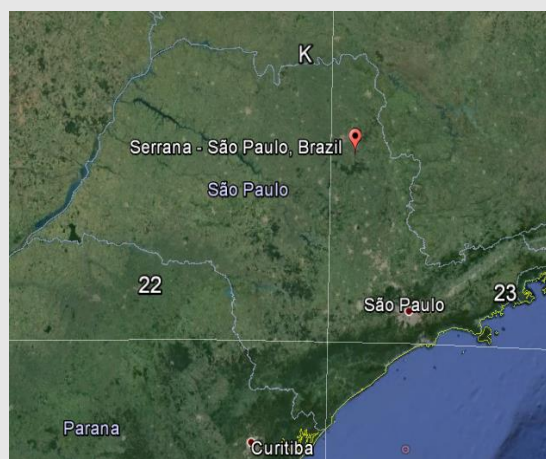 K
Serrana - São Paulo, Brazil
São Paulo
22
São Paulo
23
Parana
Curitiba